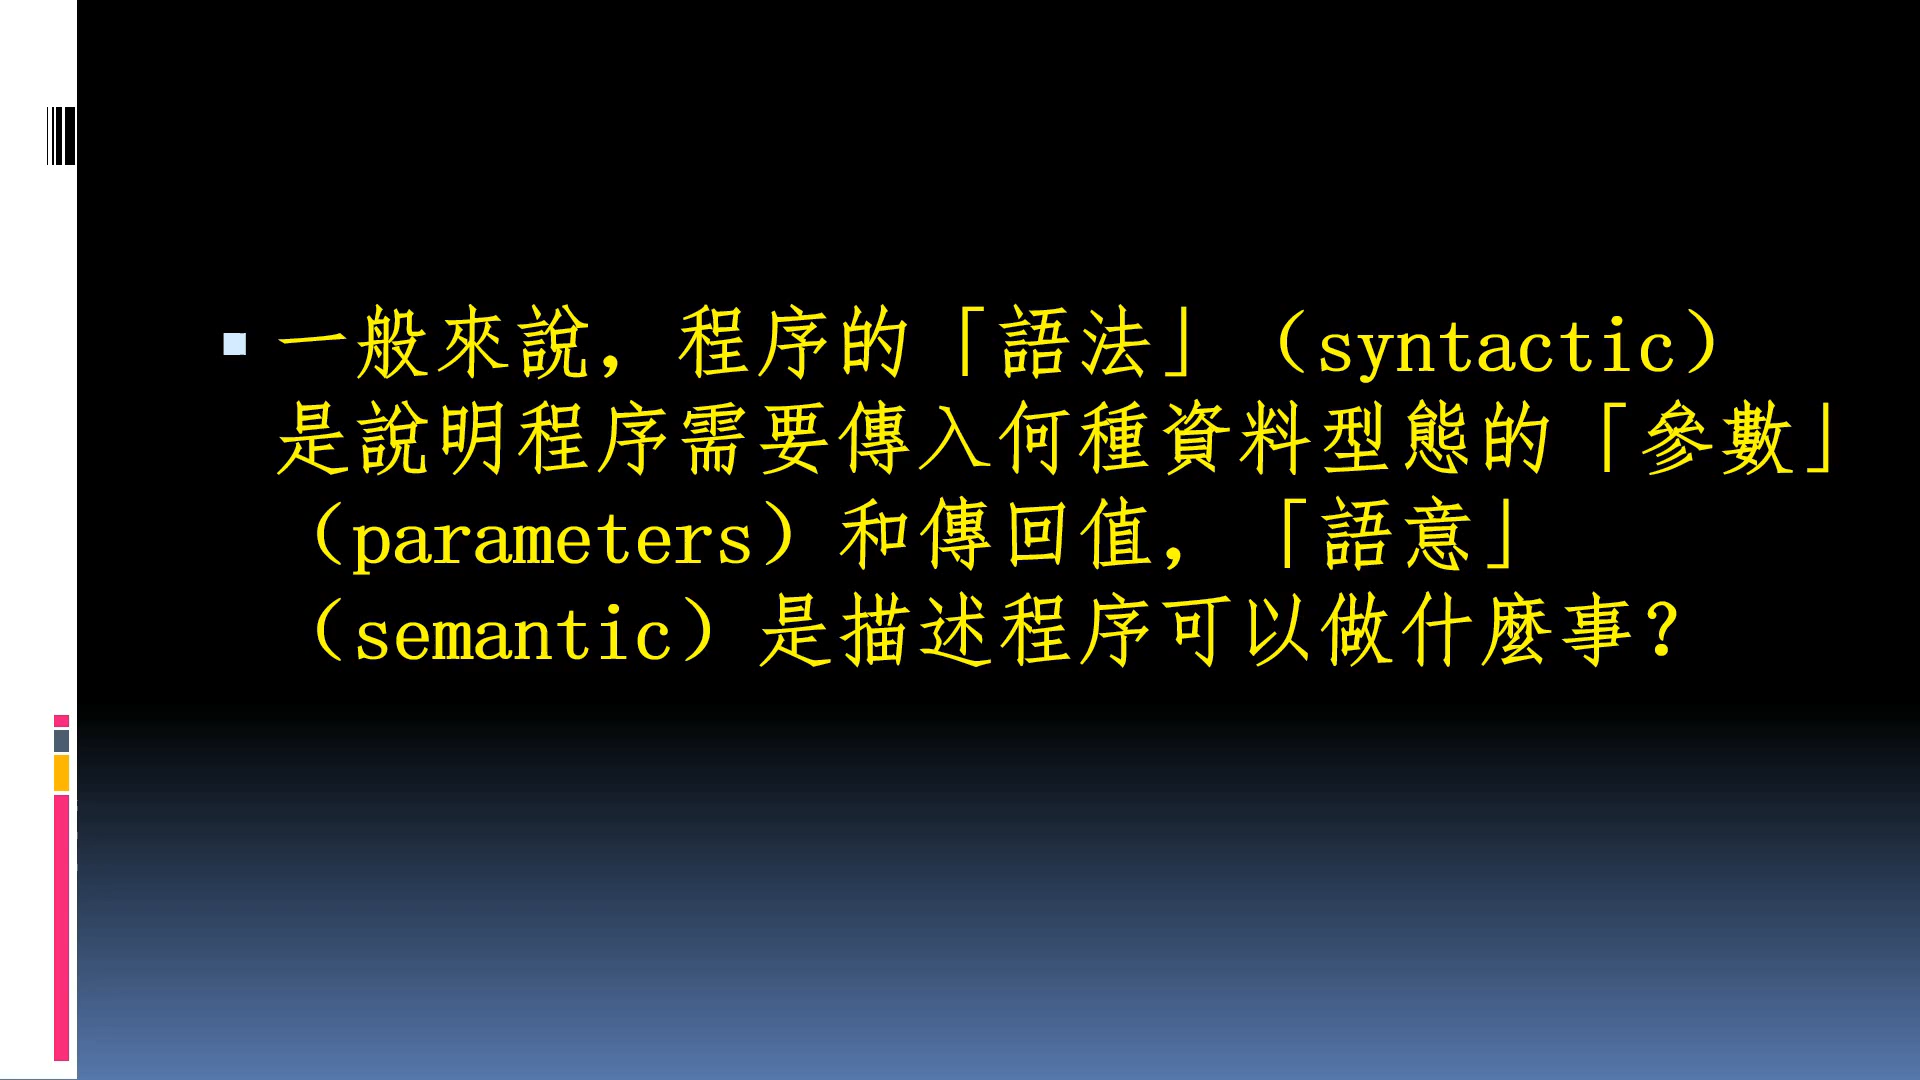 一般來說，程序的「語法」（syntactic）
是說明程序需要傳入何種資料型態的「參數」
（parameters）和傳回值，「語意」
（semantic）是描述程序可以做什麼事？